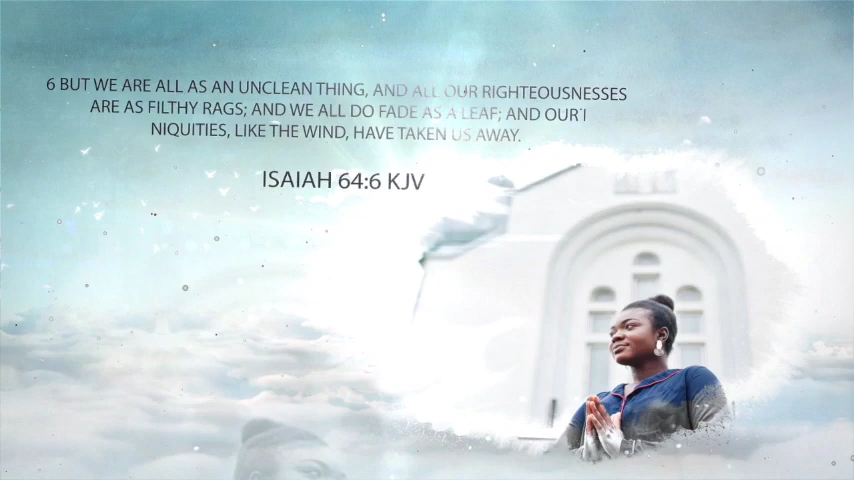 6 BUT WE ARE ALL AS AN UNCLEAN THING, AND ALL OUR RIGHTEOUSNESSES
ARE AS FILTHY RAGS; AND WE ALL DO FADE AS A LEAF; AND OUR I
NIQUITIES, LIKE THE WIND, HAVE TAKEN US AWAY.
ISAIAH 64:6 KJV